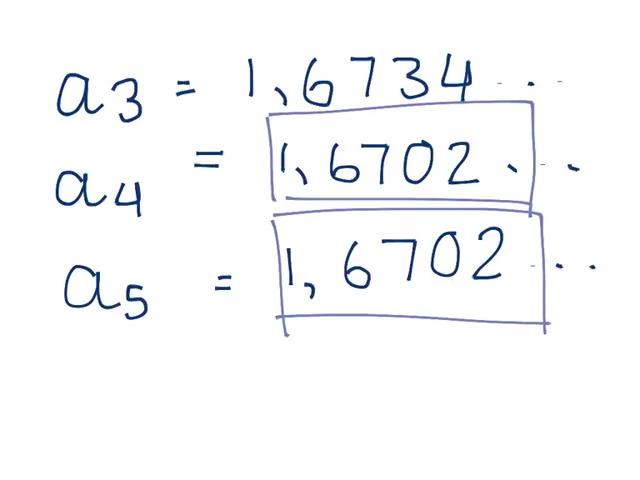 a3 = 1,6734...
a4 = 1,6702...
a5 = 1,6702...